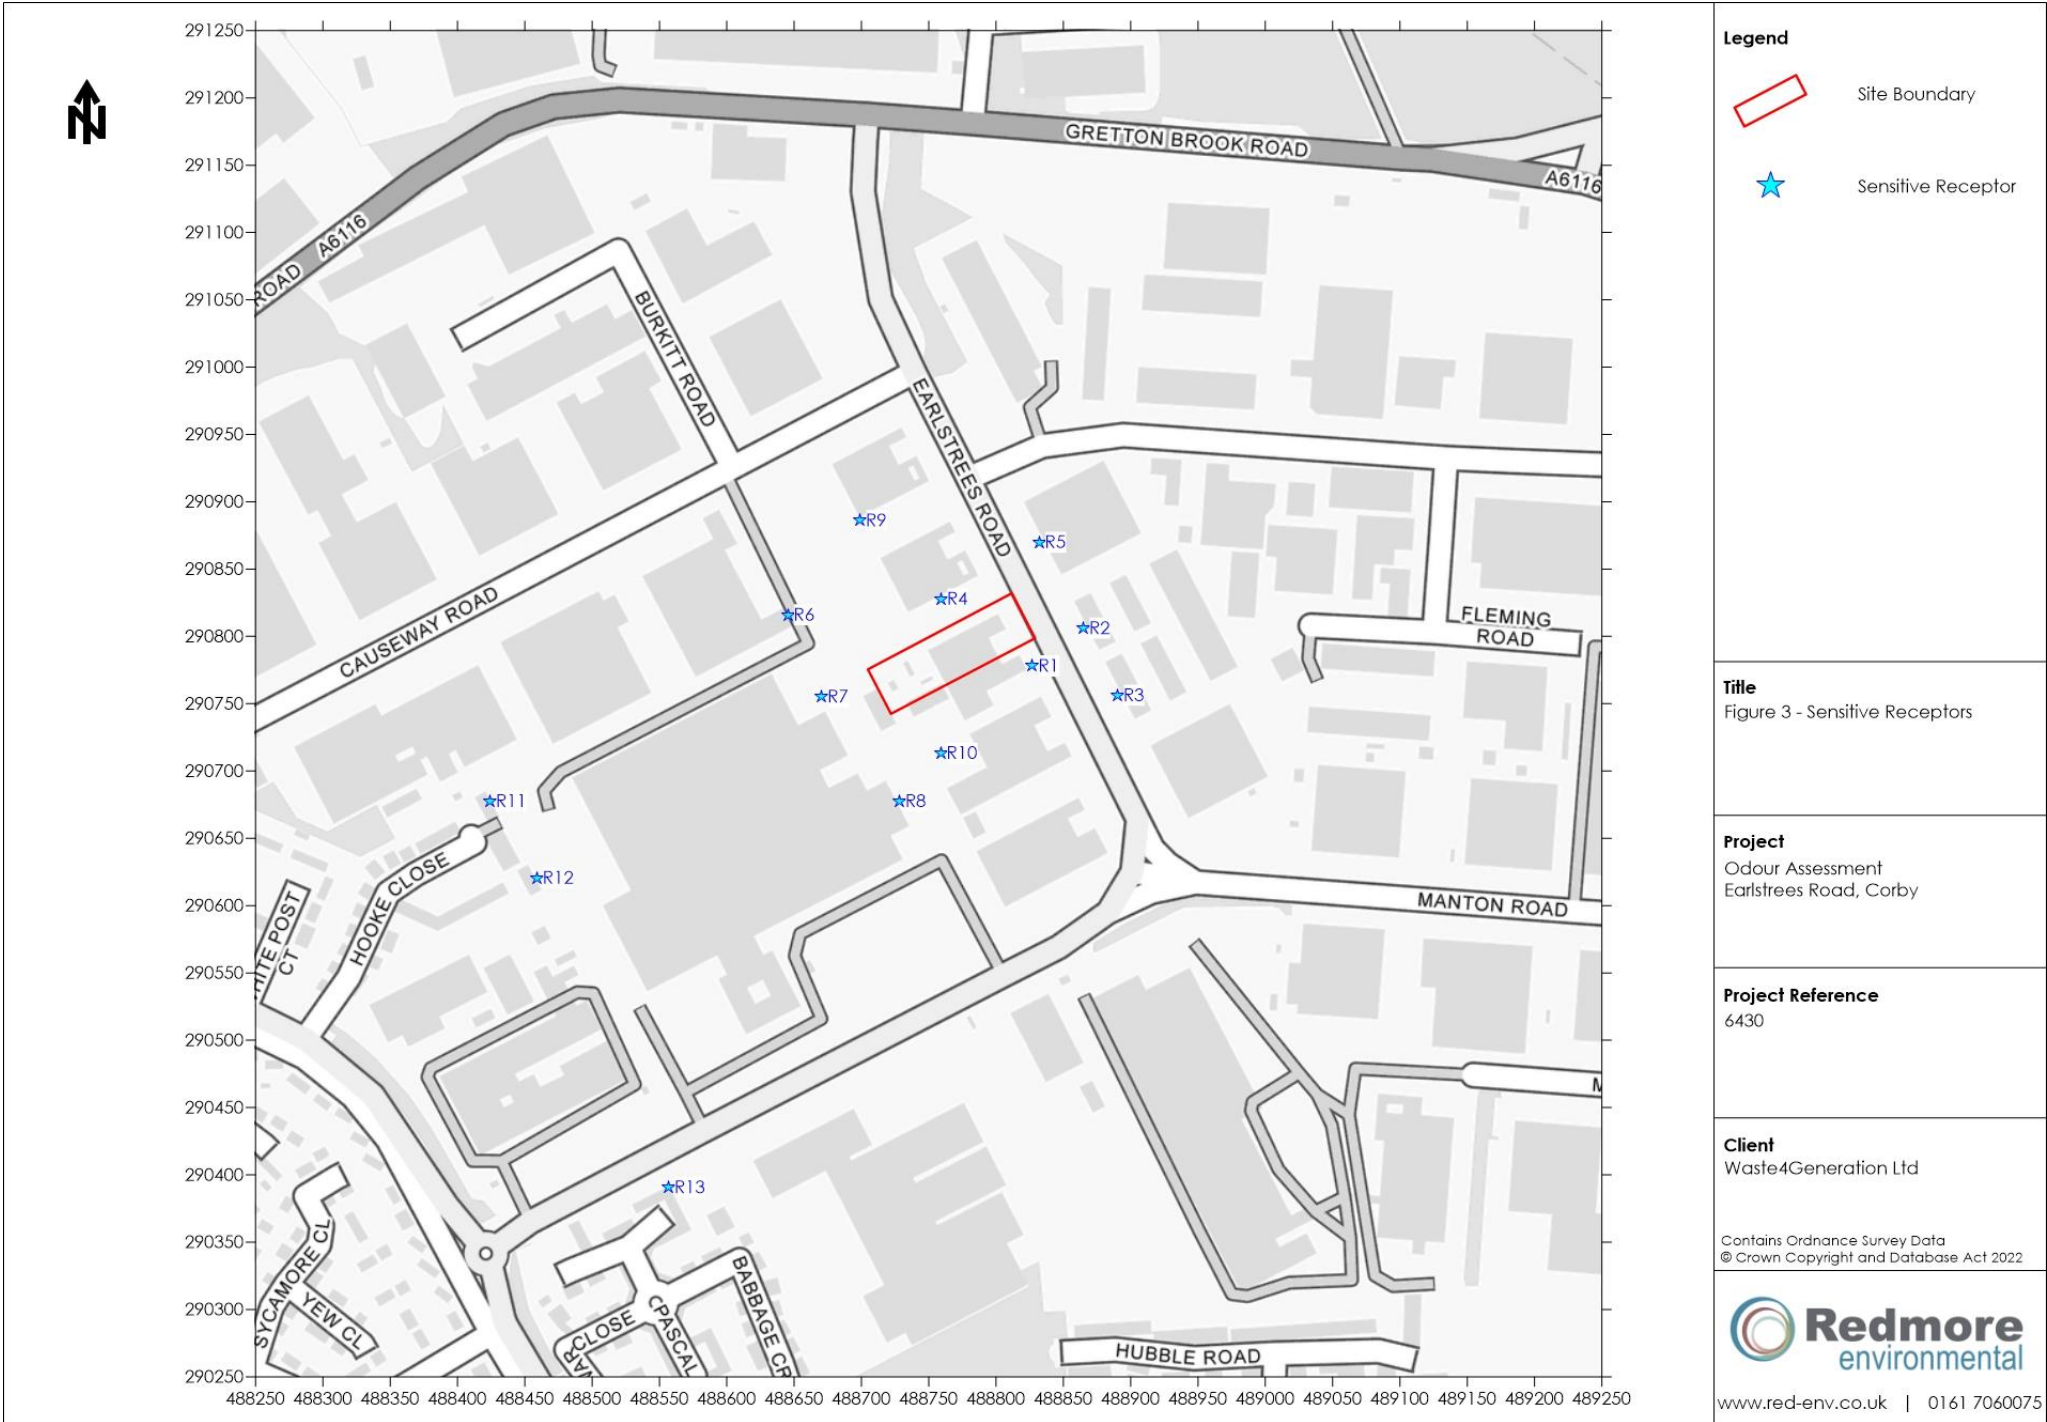 N
291250
291200
291150
291100
291050
291000
290950
290900
290850
290800
290750
290700
290650
290600
290550
290500
290450
290400
290350
290300
290250
488250 488300 488350 488400 488450 488500 488550 488600 488650 488700 488750 488800 488850 488900 488950 489000 489050 489100 489150 489200 489250
GRETTON BROOK ROAD
A6116
A6116
ROAD
BURKITT ROAD
EARLSTREES ROAD
CAUSEWAY ROAD
FLEMING
ROAD
MANTON ROAD
HOOKE CLOSE
HITE POST
CT
SYCAMORE CL
YEW CL
CLOSE
PASCAL
BABBAGE CR
HUBBLE ROAD
M
R9
R5
R4
R6
R2
R1
R7
R3
R10
R11
R8
R12
R13
Legend
Site Boundary
Sensitive Receptor
Title
Figure 3 - Sensitive Receptors
Project
Odour Assessment
Earlstrees Road, Corby
Project Reference
6430
Client
Waste4Generation Ltd
Contains Ordnance Survey Data
© Crown Copyright and Database Act 2022
Redmore
environmental
www.red-env.co.uk | 0161 7060075